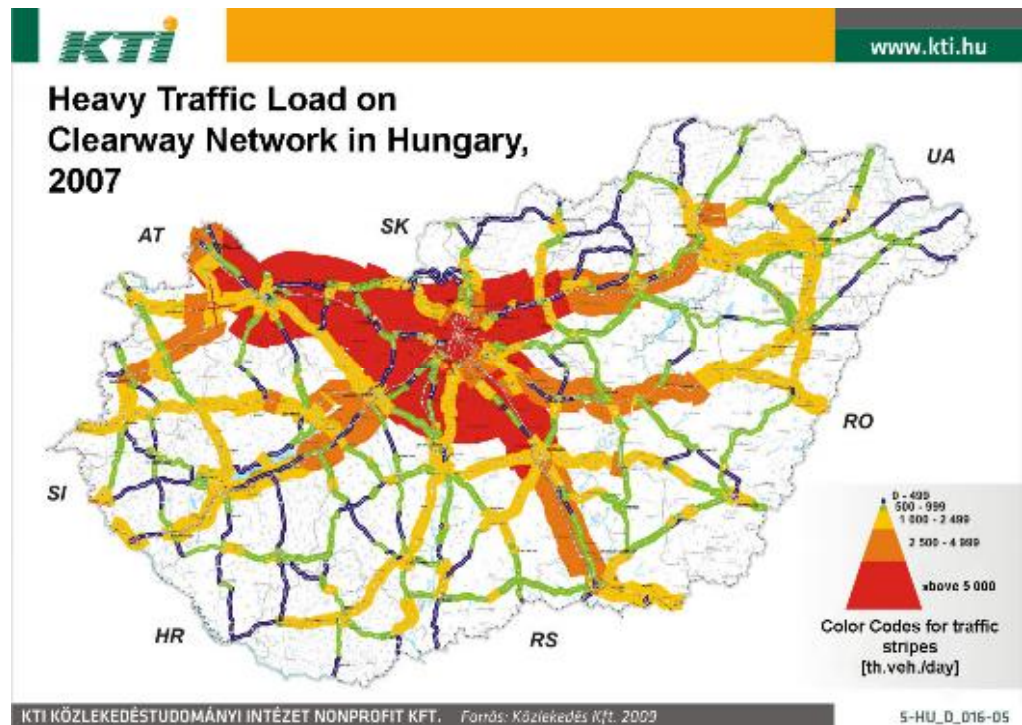 KTI
www.kti.hu
Heavy Traffic Load on
Clearway Network in Hungary,
2007
UA
SK
AT
RO
SI
HR
RS
0 - 499
500 - 999
1 000 - 2 499
2 500 - 4 999
above 5 000
Color Codes for traffic
stripes
[th.veh./day]
KTI KÖZLEKEDÉSTUDOMÁNYI INTÉZET NONPROFIT KFT. Forrás: Közlekedés Kft. 2009
5-HU_D_016-05